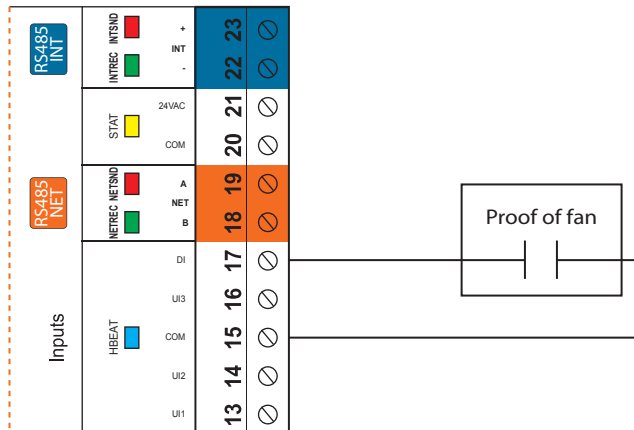 RS485
INT
INTREC INTSND
+
INT
-
23
22
STAT
24VAC
COM
21
20
RS485
NET
NETREC NETSND
A
NET
B
19
18
Inputs
HBEAT
DI
UI3
COM
UI2
UI1
17
16
15
14
13
Proof of fan